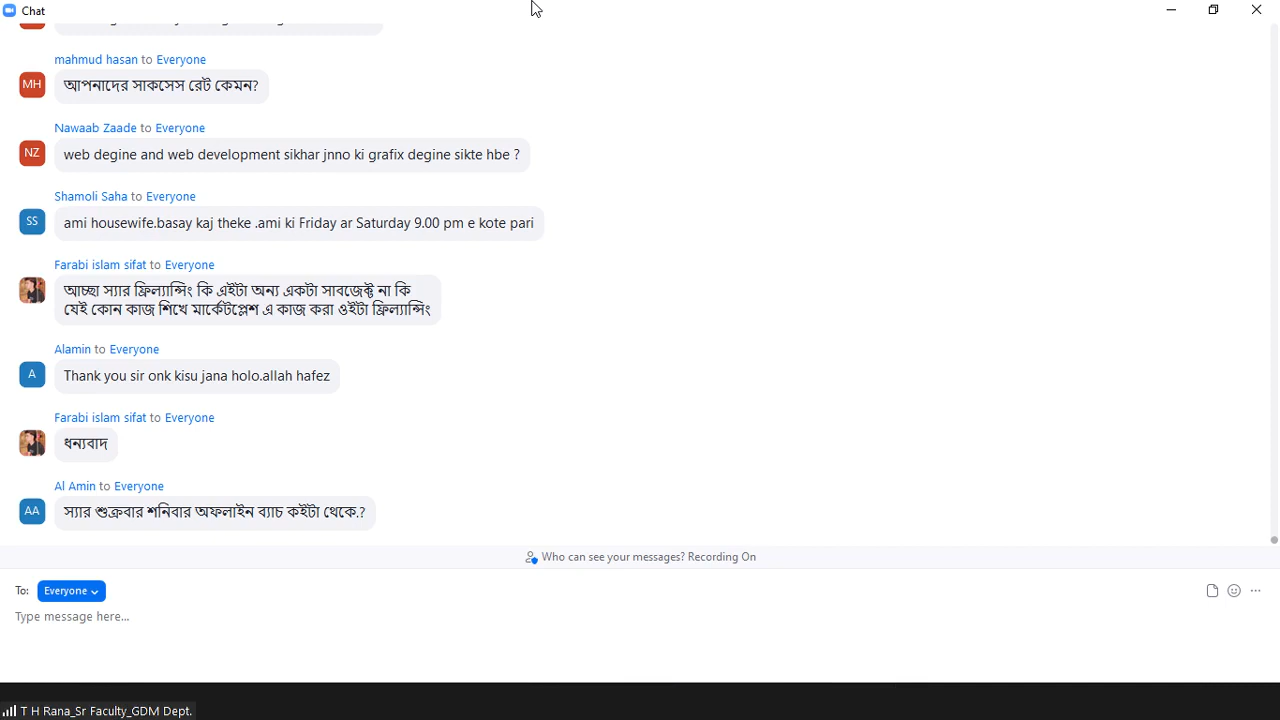 Chat
mahmud hasan to Everyone
MH
আপনাদের সাকসেস রেট কেমন?
Nawaab Zaade to Everyone
NZ
web degine and web development sikhar jnno ki grafix degine sikte hbe ?
Shamoli Saha to Everyone
SS
ami housewife.basay kaj theke .ami ki Friday ar Saturday 9.00 pm e kote pari
Farabi islam sifat to Everyone
আচ্ছা স্যার ফ্রিল্যান্সিং কি এইটা অন্য একটা সাবজেক্ট না কি
যেই কোন কাজ শিখে মার্কেটপ্লেশ এ কাজ করা ওইটা ফ্রিল্যান্সিং
Alamin to Everyone
A
Thank you sir onk kisu jana holo.allah hafez
Farabi islam sifat to Everyone
ধন্যবাদ
Al Amin to Everyone
AA
স্যার শুক্রবার শনিবার অফলাইন ব্যাচ কইটা থেকে.?
Who can see your messages? Recording On
To: Everyone
Type message here...
T H Rana_Sr Faculty_GDM Dept.